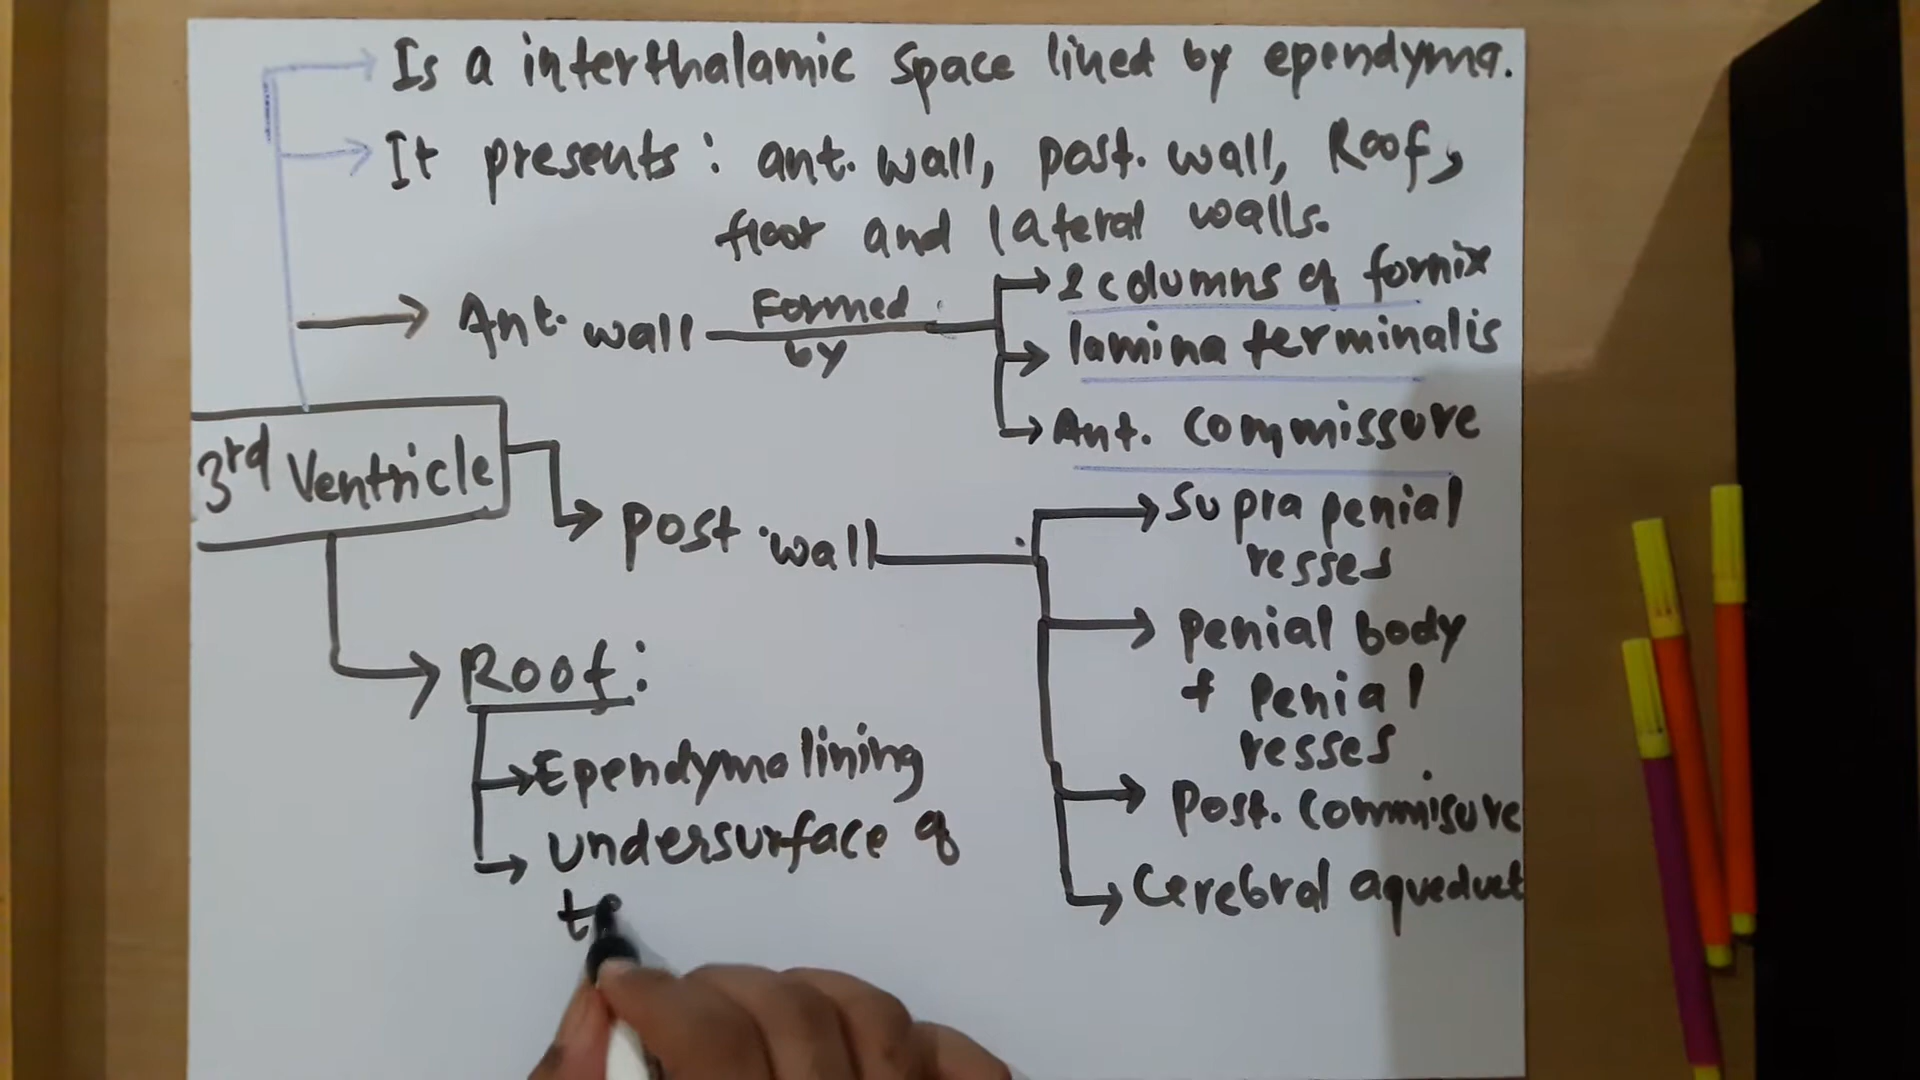 Is a interthalamic space lined by ependyma.
It presents: ant. wall, post. wall, Roof,
floor and lateral walls.
Ant. wall Formed by
2 columns of fornix
lamina terminalis
Ant. commissure
3rd Ventricle
post. wall
Supra penial
resses
penial body
+ Penial
resses
Post. Commisure
Cerebral aqueduct
Roof:
Ependyma lining
undersurface of